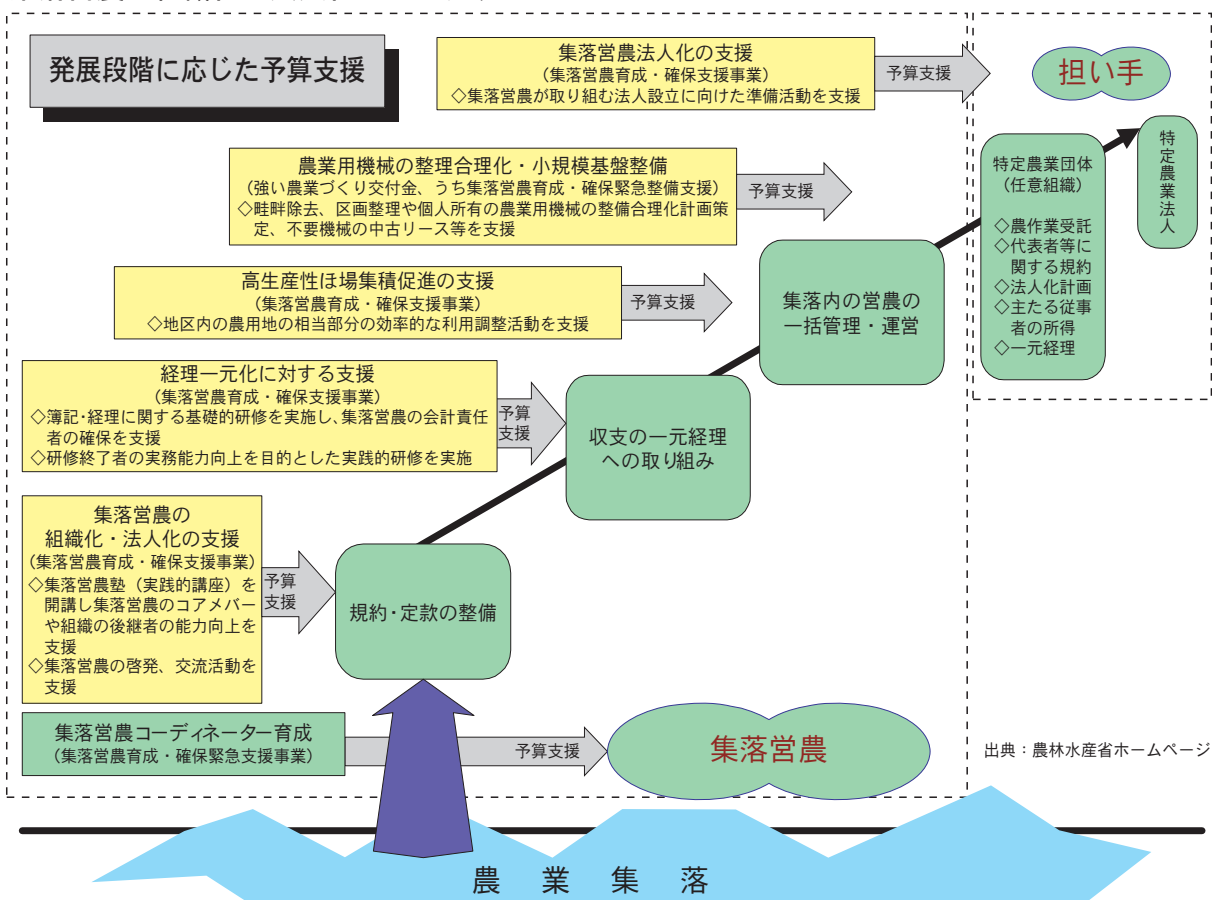 発展段階に応じた予算支援
集落営農法人化の支援
(集落営農育成・確保支援事業)
◇集落営農が取り組む法人設立に向けた準備活動を支援
予算支援
担い手
農業用機械の整理合理化・小規模基盤整備
(強い農業づくり交付金、うち集落営農育成・確保緊急整備支援)
◇畦畔除去、区画整理や個人所有の農業用機械の整備合理化計画策
定、不要機械の中古リース等を支援
予算支援
特定農業団体
(任意組織)
◇農作業受託
◇代表者等に
関する規約
◇法人化計画
◇主たる従事
者の所得
◇一元経理
特定農業法人
高生産性ほ場集積促進の支援
(集落営農育成・確保支援事業)
◇地区内の農用地の相当部分の効率的な利用調整活動を支援
予算支援
集落内の営農の
一括管理・運営
経理一元化に対する支援
(集落営農育成・確保支援事業)
◇簿記・経理に関する基礎的研修を実施し、集落営農の会計責任
者の確保を支援
◇研修終了者の実務能力向上を目的とした実践的研修を実施
予算
支援
収支の一元経理
への取り組み
集落営農の
組織化・法人化の支援
(集落営農育成・確保支援事業)
◇集落営農塾（実践的講座）を
開講し集落営農のコアメバー
や組織の後継者の能力向上を
支援
◇集落営農の啓発、交流活動を
支援
予算
支援
規約・定款の整備
集落営農コーディネーター育成
(集落営農育成・確保緊急支援事業)
予算支援
集落営農
出典：農林水産省ホームページ
農業集落